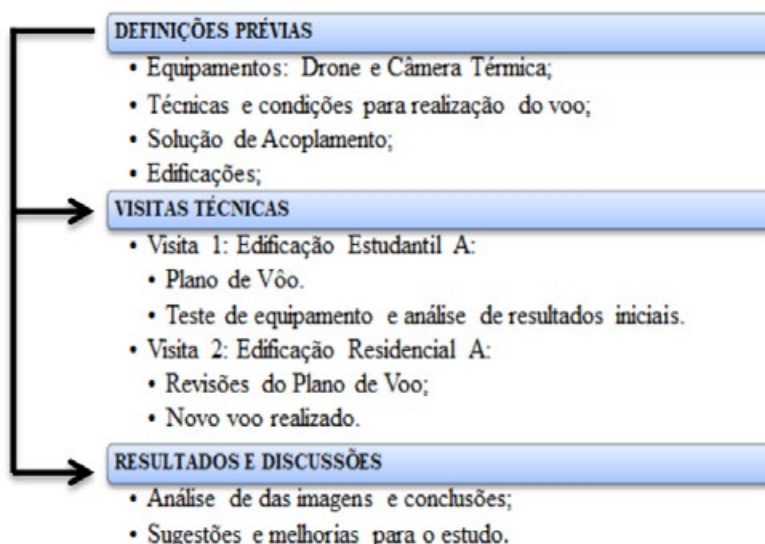 DEFINIÇÕES PRÉVIAS
• Equipamentos: Drone e Câmera Térmica;
• Técnicas e condições para realização do voo;
• Solução de Acoplamento;
• Edificações;
VISITAS TÉCNICAS
• Visita 1: Edificação Estudantil A:
• Plano de Vôo.
• Teste de equipamento e análise de resultados iniciais.
• Visita 2: Edificação Residencial A:
• Revisões do Plano de Voo;
• Novo voo realizado.
RESULTADOS E DISCUSSÕES
• Análise de das imagens e conclusões;
• Sugestões e melhorias para o estudo.